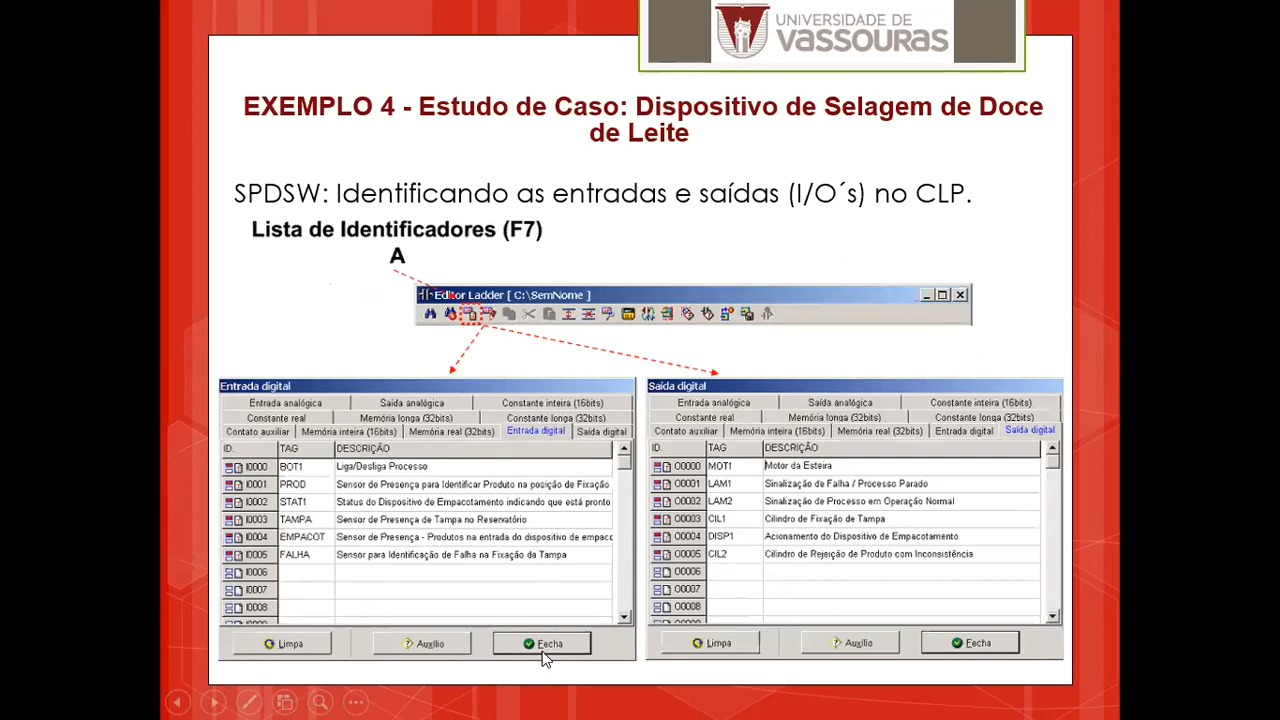 UNIVERSIDADE DE
VASSOURAS
EXEMPLO 4 - Estudo de Caso: Dispositivo de Selagem de Doce
de Leite
SPDSW: Identificando as entradas e saídas (I/O´s) no CLP.
Lista de Identificadores (F7)
A
Editor Ladder [ C:\SemNome ]
Entrada digital
Entrada analógica Saída analógica Constante inteira (16bits)
Constante real Memória longa (32bits) Constante longa (32bits)
Contato auxiliar Memória inteira (16bits) Memória real (32bits) Entrada digital Saída digital
ID. TAG DESCRIÇÃO
I0000 BOT1 Liga/Desliga Processo
I0001 PROD Sensor de Presença para Identificar Produto na posição de Fixação
I0002 STAT1 Status do Dispositivo de Empacotamento indicando que está pronto
I0003 TAMPA Sensor de Presença de Tampa no Reservatório
I0004 EMPACOT Sensor de Presença - Produtos na entrada do dispositivo de empacc
I0005 FALHA Sensor para Identificação de Falha na Fixação da Tampa
I0006
I0007
I0008
Limpa Auxílio Fecha
Saída digital
Entrada analógica Saída analógica Constante inteira (16bits)
Constante real Memória longa (32bits) Constante longa (32bits)
Contato auxiliar Memória inteira (16bits) Memória real (32bits) Entrada digital Saída digital
ID. TAG DESCRIÇÃO
O0000 MOT1 Motor da Esteira
O0001 LAM1 Sinalização de Falha / Processo Parado
O0002 LAM2 Sinalização de Processo em Operação Normal
O0003 CIL1 Cilindro de Fixação de Tampa
O0004 DISP1 Acionamento do Dispositivo de Empacotamento
O0005 CIL2 Cilindro de Rejeição de Produto com Inconsistência
O0006
O0007
O0008
Limpa Auxílio Fecha